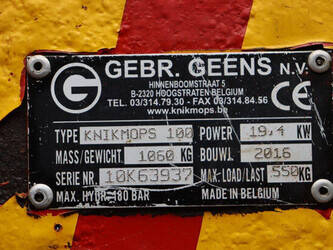 G GEBR. GEENS N.V.
HINNENBOOMSTRAAT 5
B-2320 HOOGSTRATEN-BELGIUM
TEL. 03/314.79.30 - FAX 03/314.84.56
www.knikmops.be
CE
TYPE KNIKMOPS 100 POWER 19,4 KW
MASS/GEWICHT 1060 KG BOUWJ. 2016
SERIE NR. 10K63937 MAX. LOAD/LAST 550KG
MAX. HYDR. 180 BAR MADE IN BELGIUM